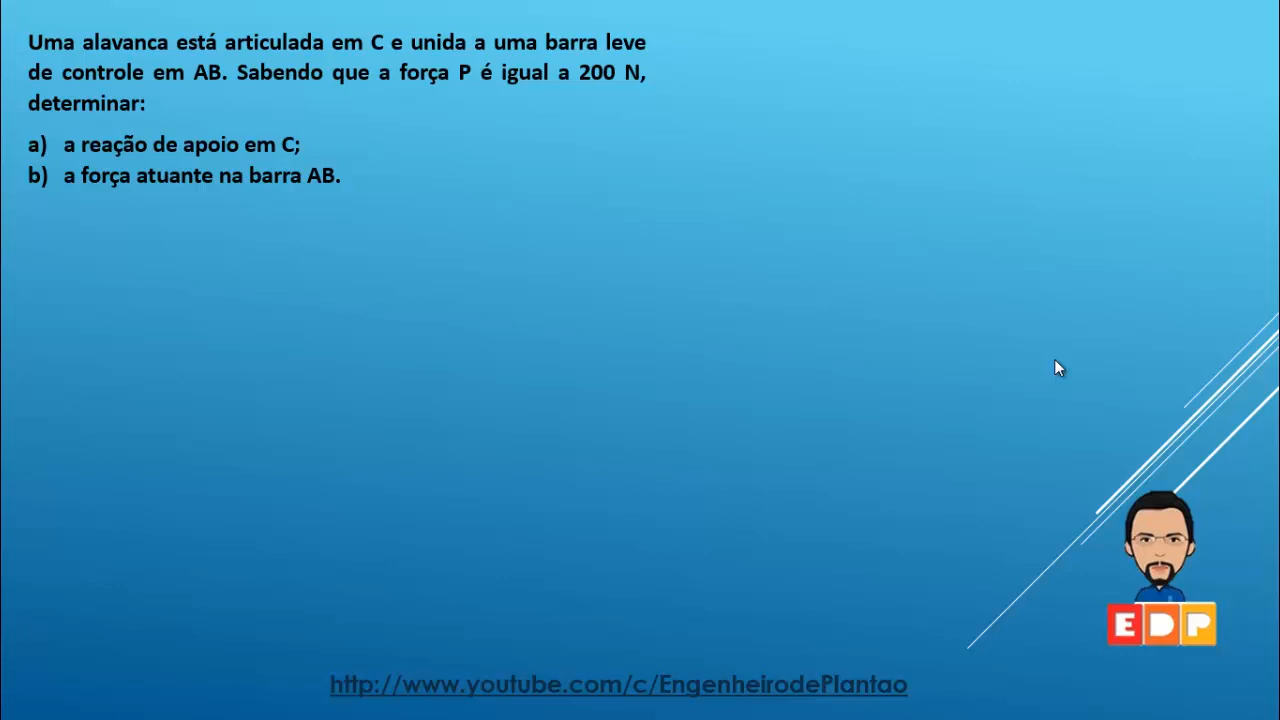 Uma alavanca está articulada em C e unida a uma barra leve
de controle em AB. Sabendo que a força P é igual a 200 N,
determinar:
a) a reação de apoio em C;
b) a força atuante na barra AB.
EDP
http://www.youtube.com/c/EngenheirodePlantao